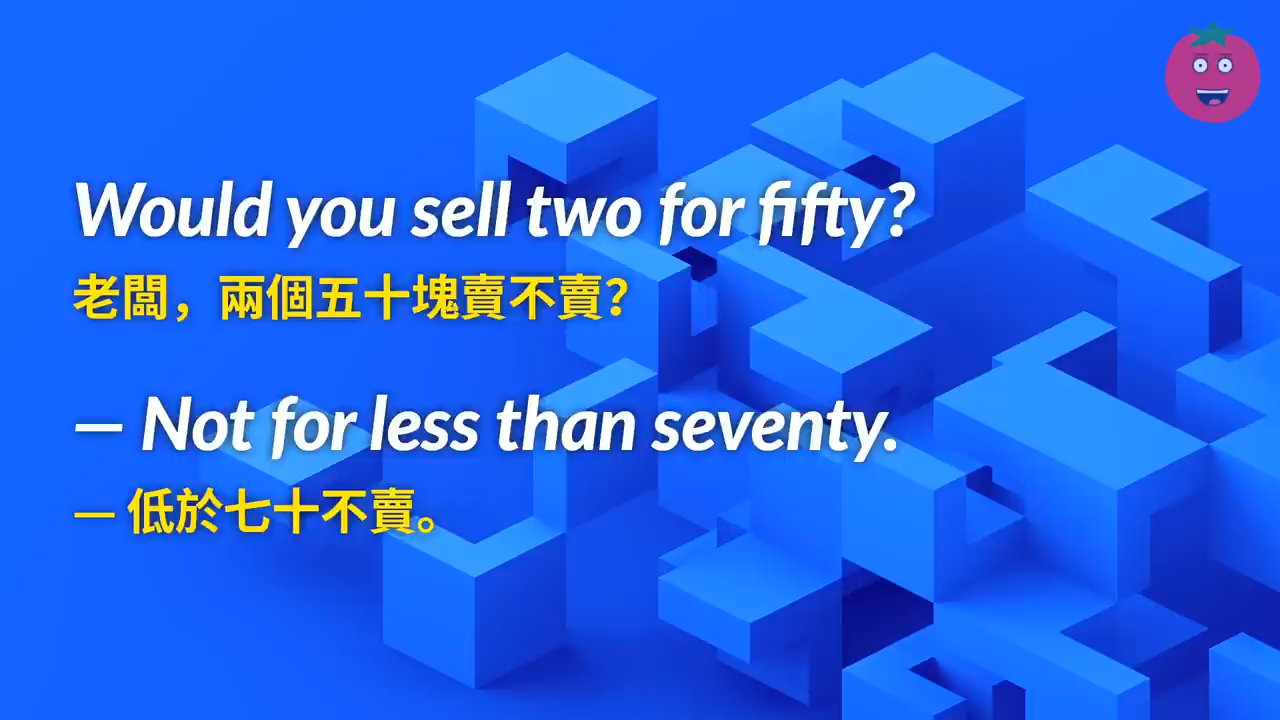 Would you sell two for fifty?
老闆，兩個五十塊賣不賣？
— Not for less than seventy.
— 低於七十不賣。